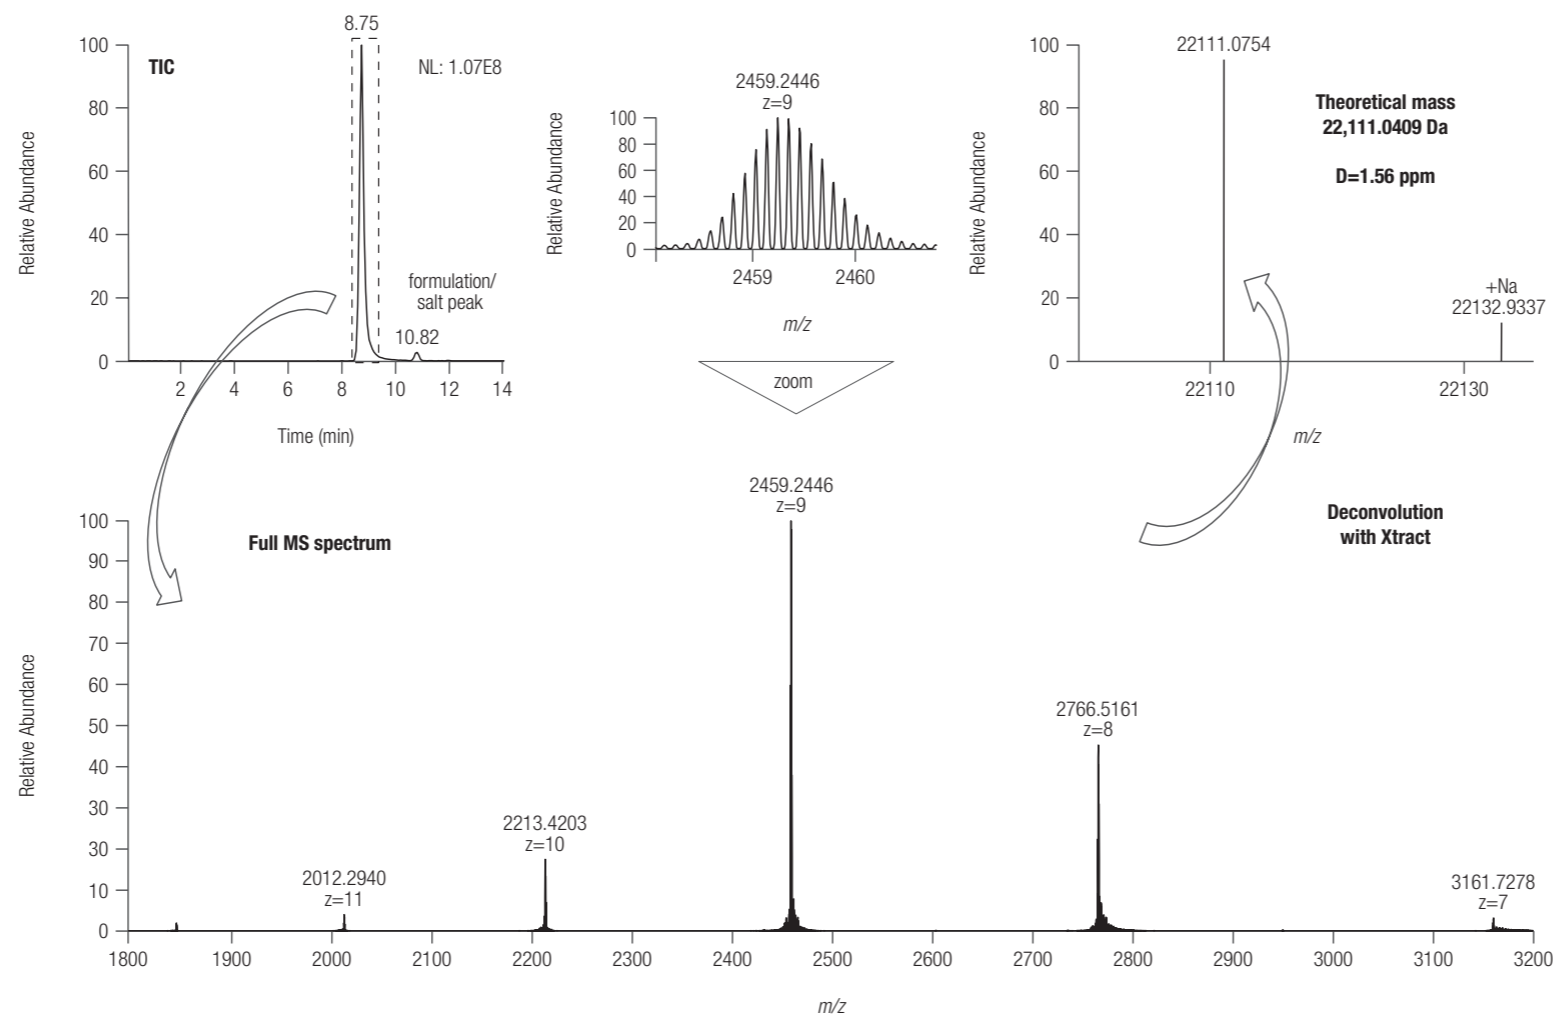 8.75
100
80
60
40
20
0
TIC
NL: 1.07E8
formulation/
salt peak
10.82
Relative Abundance
2 4 6 8 10 12 14
Time (min)
2459.2446
z=9
100
80
60
40
20
0
Relative Abundance
2459 2460
m/z
zoom
22111.0754
100
80
60
40
20
0
Theoretical mass
22,111.0409 Da
D=1.56 ppm
+Na
22132.9337
Relative Abundance
22110 22130
m/z
Deconvolution
with Xtract
Full MS spectrum
100
90
80
70
60
50
40
30
30
10
0
Relative Abundance
2012.2940
z=11
2213.4203
z=10
2459.2446
z=9
2766.5161
z=8
3161.7278
z=7
1800 1900 2000 2100 2200 2300 2400 2500 2600 2700 2800 2900 3000 3100 3200
m/z